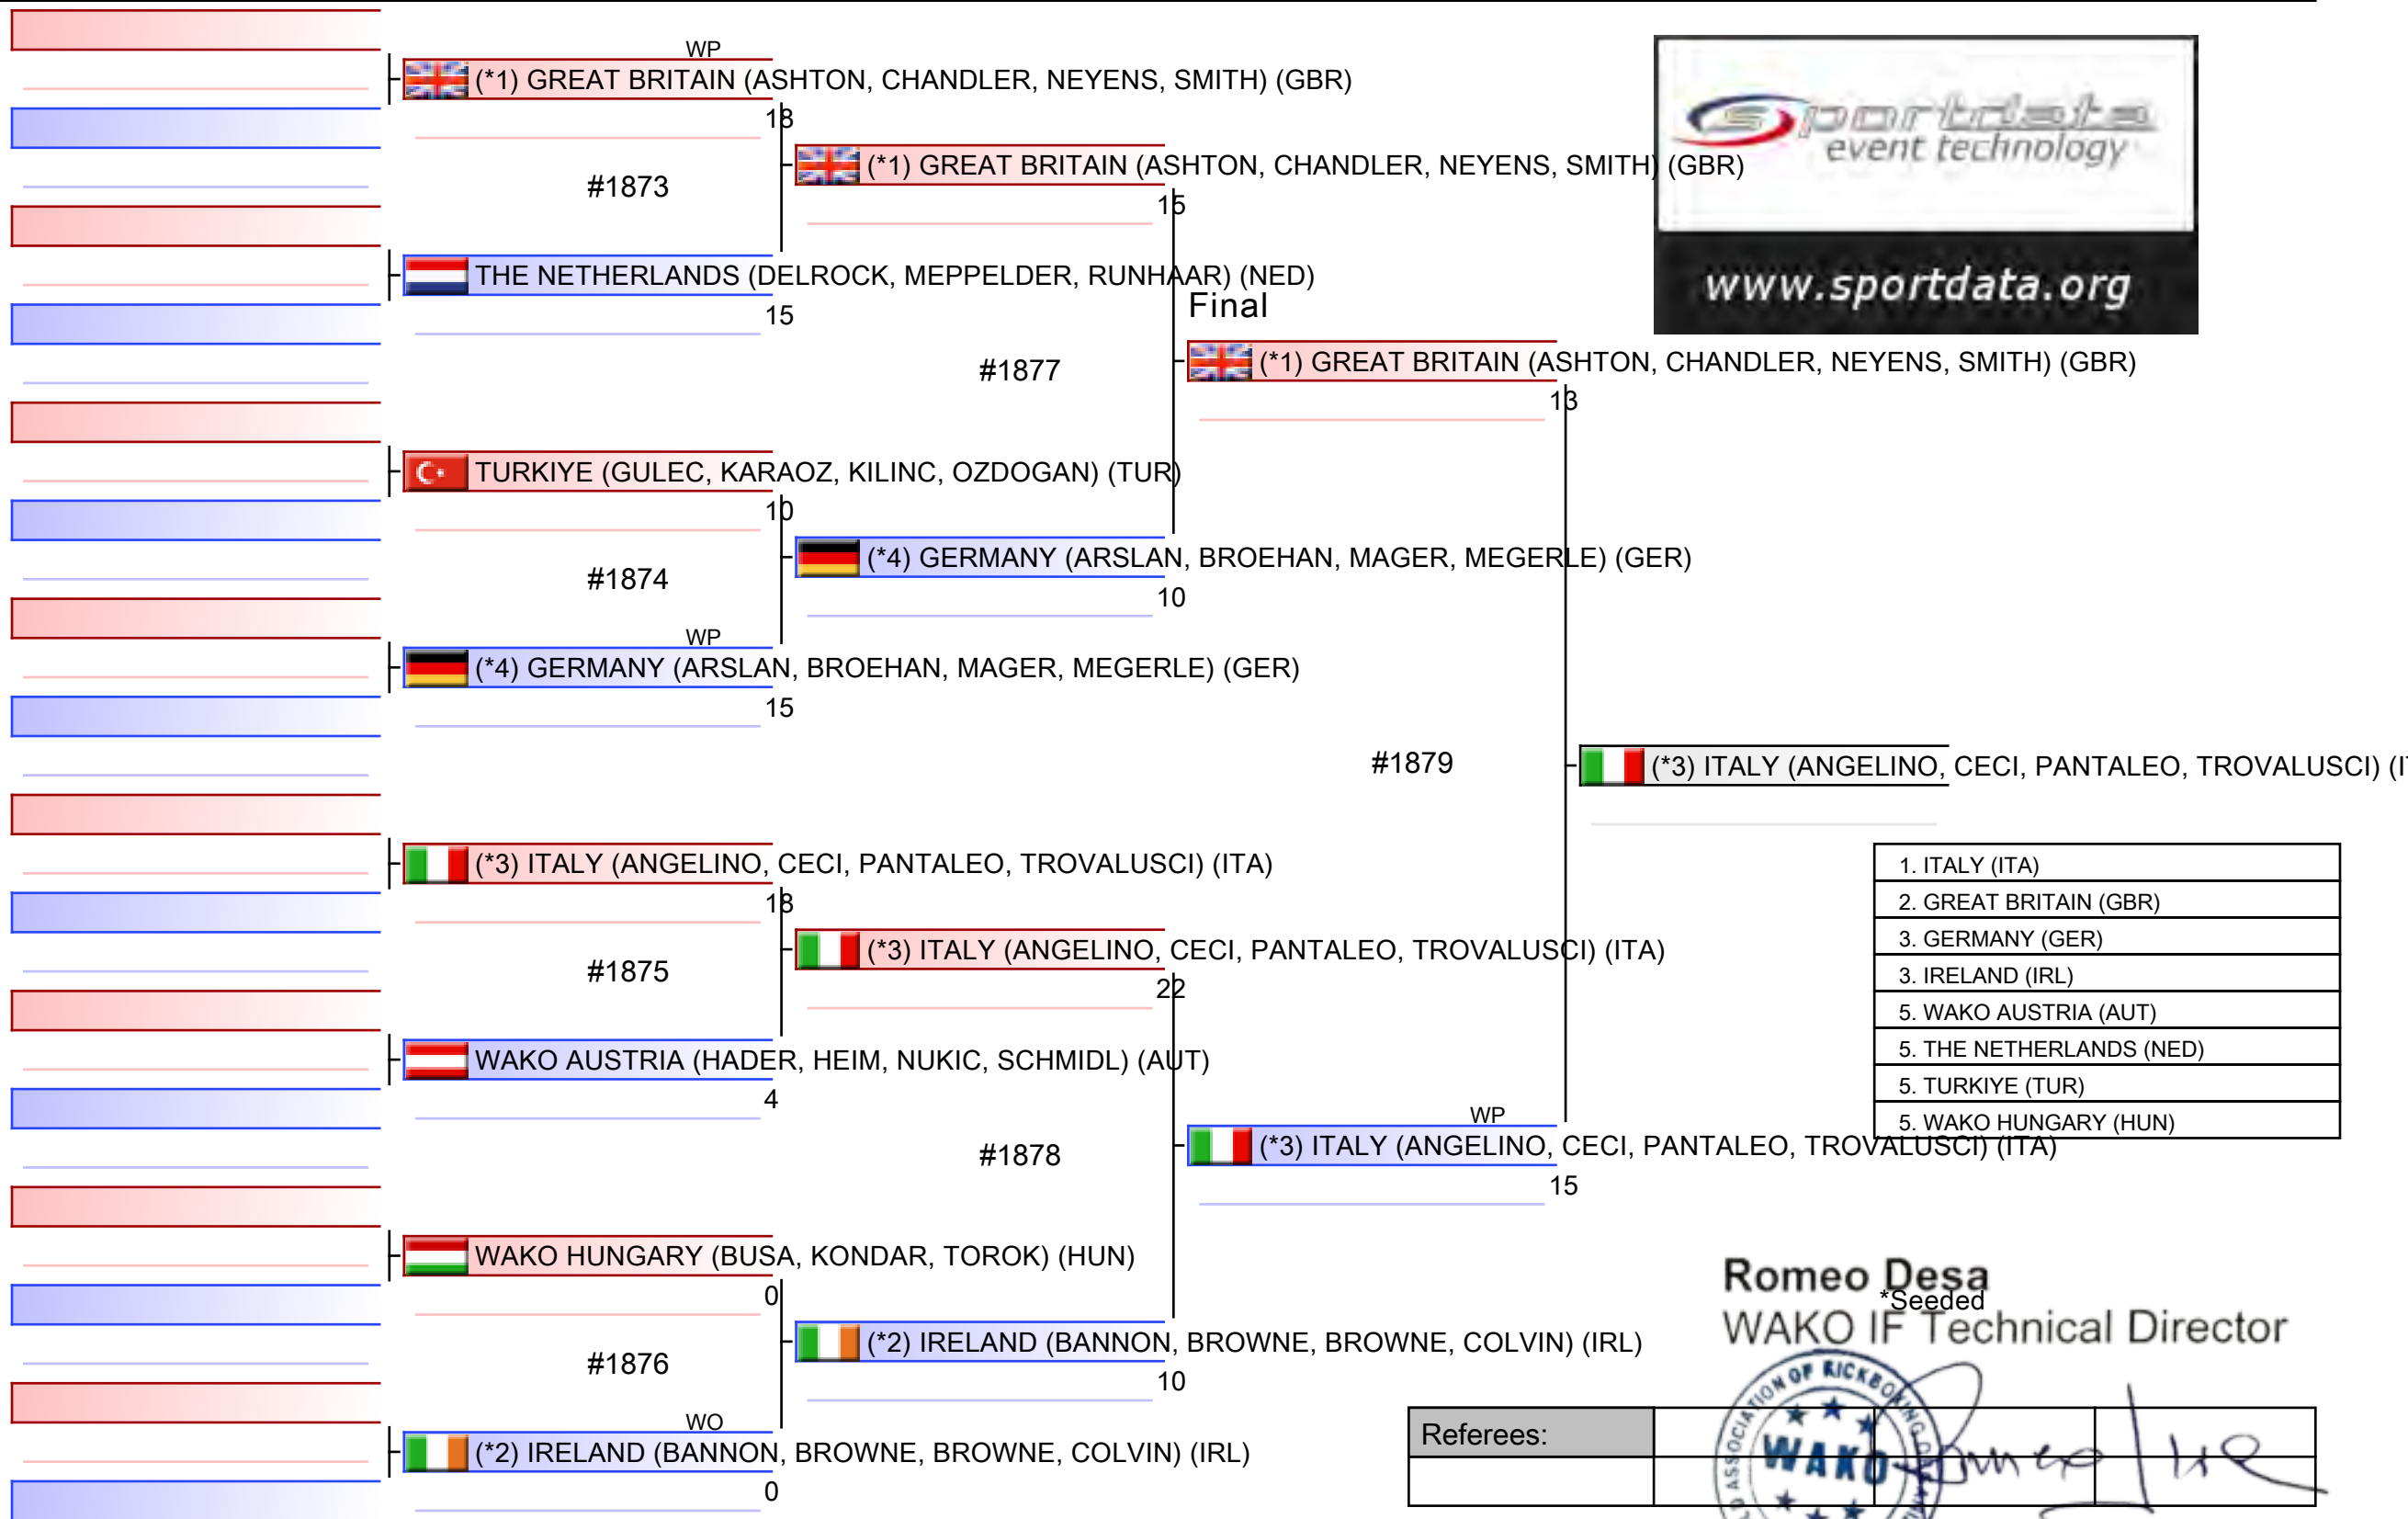 WP
(*1) GREAT BRITAIN (ASHTON, CHANDLER, NEYENS, SMITH) (GBR)
18
#1873
THE NETHERLANDS (DELROCK, MEPPELDER, RUNHAAR) (NED)
15
TURKIYE (GULEC, KARAOZ, KILINC, OZDOGAN) (TUR)
10
#1874
WP
(*4) GERMANY (ARSLAN, BROEHAN, MAGER, MEGERLE) (GER)
15
(*3) ITALY (ANGELINO, CECI, PANTALEO, TROVALUSCI) (ITA)
18
#1875
WAKO AUSTRIA (HADER, HEIM, NUKIC, SCHMIDL) (AUT)
4
WAKO HUNGARY (BUSA, KONDAR, TOROK) (HUN)
0
#1876
WO
(*2) IRELAND (BANNON, BROWNE, BROWNE, COLVIN) (IRL)
0
(*1) GREAT BRITAIN (ASHTON, CHANDLER, NEYENS, SMITH) (GBR)
15
#1877
(*4) GERMANY (ARSLAN, BROEHAN, MAGER, MEGERLE) (GER)
10
(*3) ITALY (ANGELINO, CECI, PANTALEO, TROVALUSCI) (ITA)
22
#1878
(*2) IRELAND (BANNON, BROWNE, BROWNE, COLVIN) (IRL)
10
Final
(*1) GREAT BRITAIN (ASHTON, CHANDLER, NEYENS, SMITH) (GBR)
13
#1879
WP
(*3) ITALY (ANGELINO, CECI, PANTALEO, TROVALUSCI) (ITA)
15
(*3) ITALY (ANGELINO, CECI, PANTALEO, TROVALUSCI)
sportdata
event technology
www.sportdata.org
1. ITALY (ITA)
2. GREAT BRITAIN (GBR)
3. GERMANY (GER)
3. IRELAND (IRL)
5. WAKO AUSTRIA (AUT)
5. THE NETHERLANDS (NED)
5. TURKIYE (TUR)
5. WAKO HUNGARY (HUN)
Romeo Desa
*Seeded
WAKO IF Technical Director
Referees:
ASSOCIATION OF KICKBOXING
WAKO